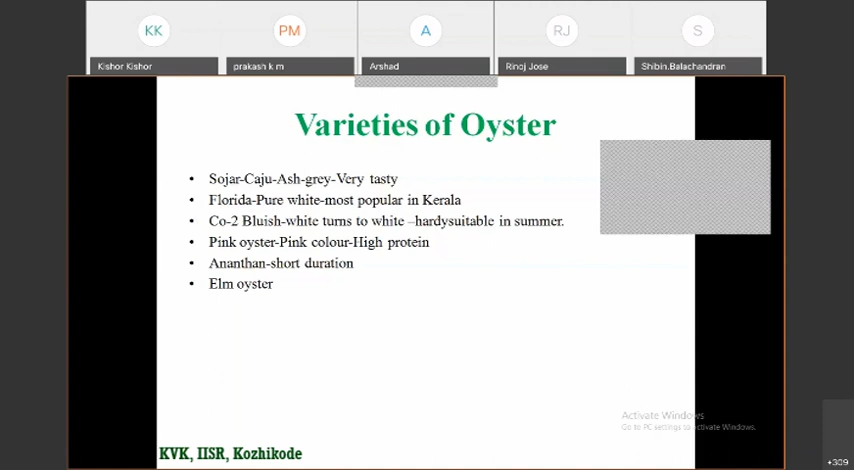 KK PM A RJ S
Kishor Kishor prakash k m Arshad Rinoj Jose Shibin.Balachandran
Varieties of Oyster
• Sojar-Caju-Ash-grey-Very tasty
• Florida-Pure white-most popular in Kerala
• Co-2 Bluish-white turns to white –hardysuitable in summer.
• Pink oyster-Pink colour-High protein
• Ananthan-short duration
• Elm oyster
Activate Windows
Go to PC settings to activate Windows.
KVK, IISR, Kozhikode
+309